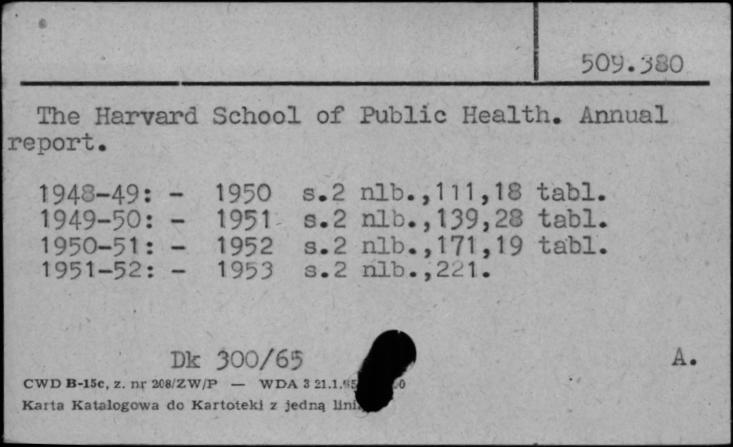 509.380
The Harvard School of Public Health. Annual
report.
1948-49: - 1950 s.2 nlb.,111,18 tabl.
1949-50: - 1951 s.2 nlb.,139,28 tabl.
1950-51: - 1952 s.2 nlb.,171,19 tabl.
1951-52: - 1953 s.2 nlb.,221.
Dk 300/65 A.
CWD B-15c, z. nr 208/ZW/P — WDA 3 21.1.
Karta Katalogowa do Kartoteki z jedną